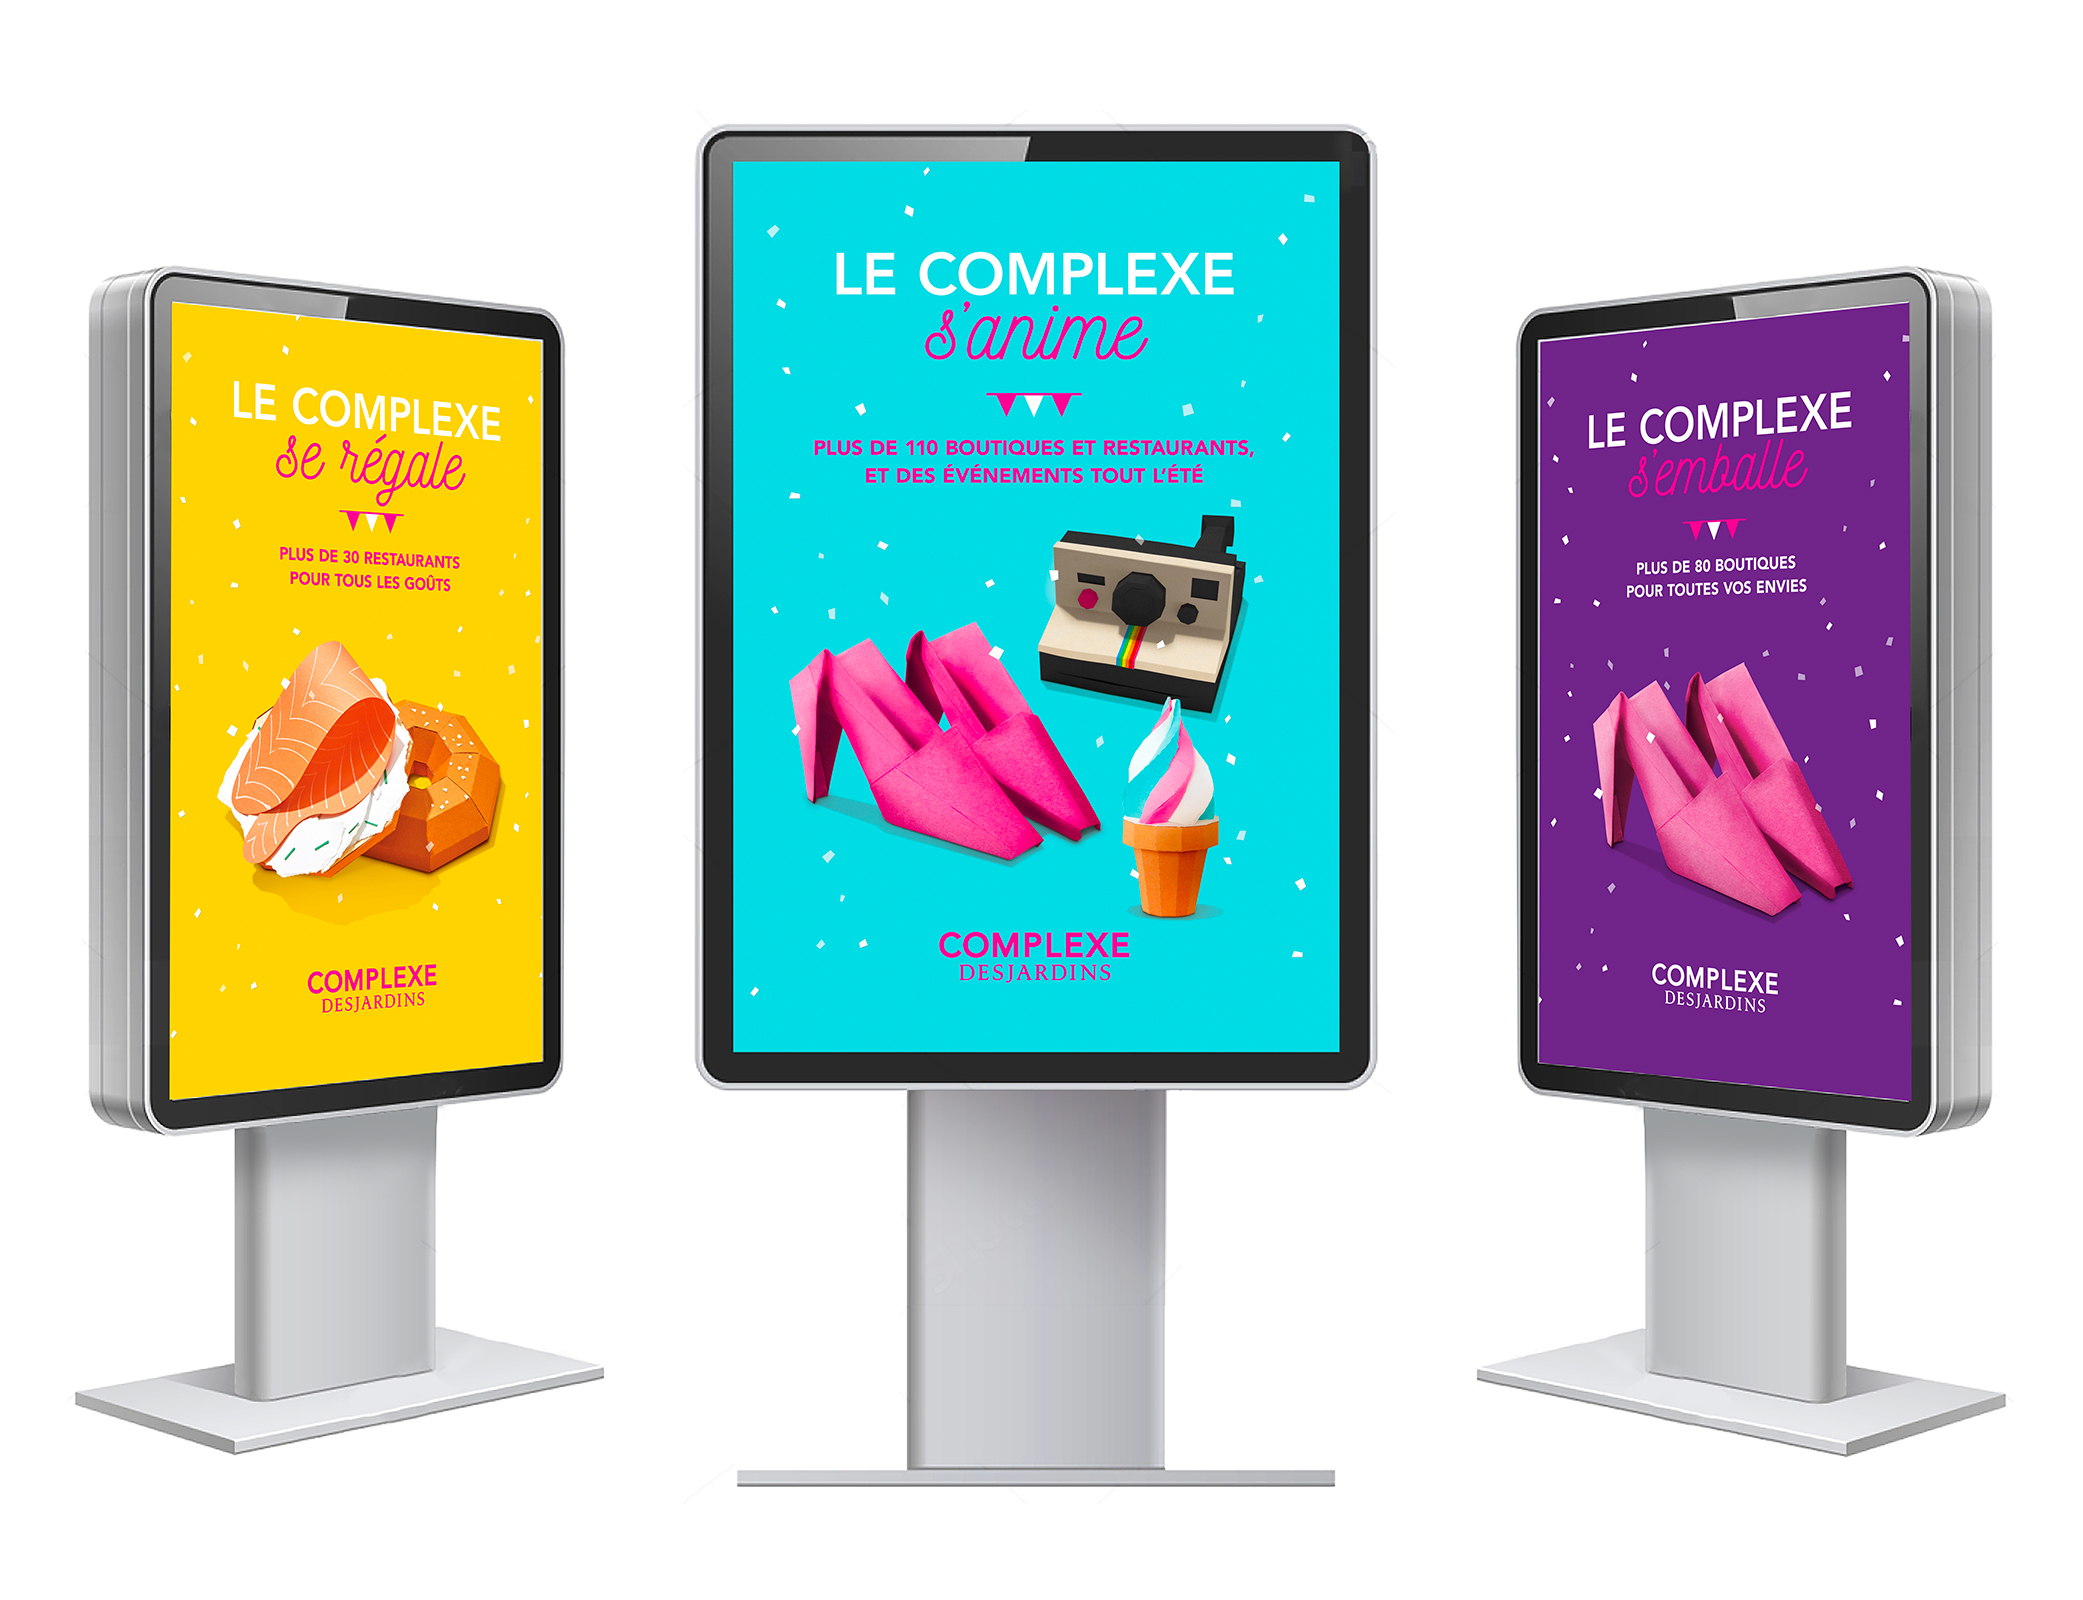 LE COMPLEXE
se régale
PLUS DE 30 RESTAURANTS
POUR TOUS LES GOÛTS
COMPLEXE
DESJARDINS
LE COMPLEXE
s'anime
PLUS DE 110 BOUTIQUES ET RESTAURANTS,
ET DES ÉVÉNEMENTS TOUT L'ÉTÉ
COMPLEXE
DESJARDINS
LE COMPLEXE
s'emballe
PLUS DE 80 BOUTIQUES
POUR TOUTES VOS ENVIES
COMPLEXE
DESJARDINS